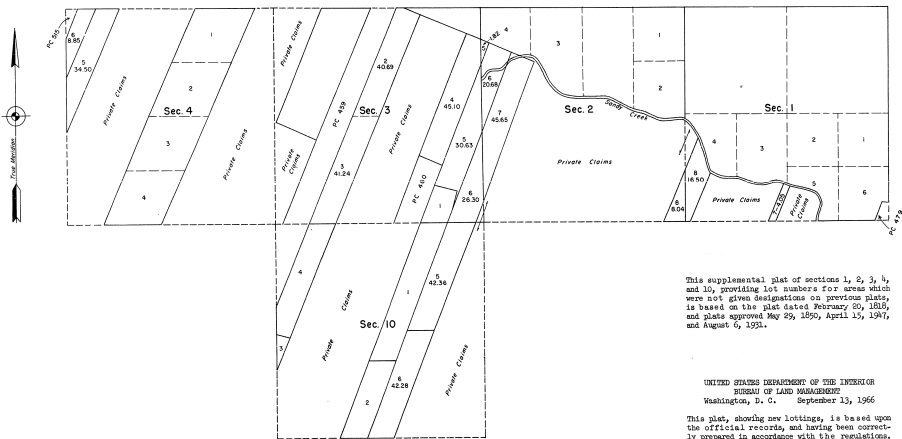 PC 515
6
8.85
5
34.50
Private Claims
1
2
3
4
Sec. 4
Private Claims
Private Claims
Private
Claims
PC 459
2
40.69
Sec. 3
3
41.24
Private Claims
4
45.10
5
30.63
PC 460
1
6
26.30
5
1.82
4
3
6
20.68
7
45.65
2
1
Sec. 2
Sandy Creek
Private Claims
8
8.04
Sec. 1
4
3
2
1
8
16.50
Private Claims
7-4.05
Private
Claims
5
6
PC 479
True Meridian
4
3
Private Claims
Sec. 10
1
2
5
42.36
6
42.28
Private Claims
This supplemental plat of sections 1, 2, 3, 4,
and 10, providing lot numbers for areas which
were not given designations on previous plats,
is based on the plat dated February 20, 1818,
and plats approved May 29, 1850, April 15, 1947,
and August 6, 1931.
UNITED STATES DEPARTMENT OF THE INTERIOR
BUREAU OF LAND MANAGEMENT
Washington, D. C. September 13, 1966
This plat, showing new lottings, is based upon
the official records, and having been correct-
ly prepared in accordance with the regulations,